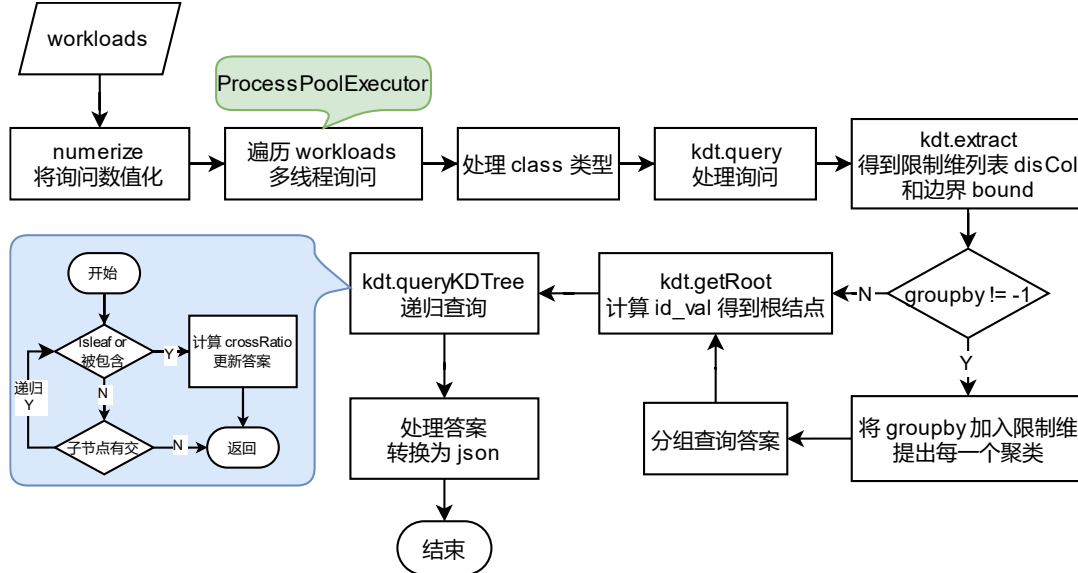 workloads
ProcessPoolExecutor
numerize
将询问数值化
遍历 workloads
多线程询问
处理 class 类型
kdt.query
处理询问
kdt.extract
得到限制维列表 disCol
和边界 bound
groupby != -1
N
Y
kdt.getRoot
计算 id_val 得到根结点
将 groupby 加入限制维
提出每一个聚类
分组查询答案
kdt.queryKDTree
递归查询
开始
Isleaf or
被包含
Y
计算 crossRatio
更新答案
N
递归
Y
子节点有交
N
返回
处理答案
转换为 json
结束